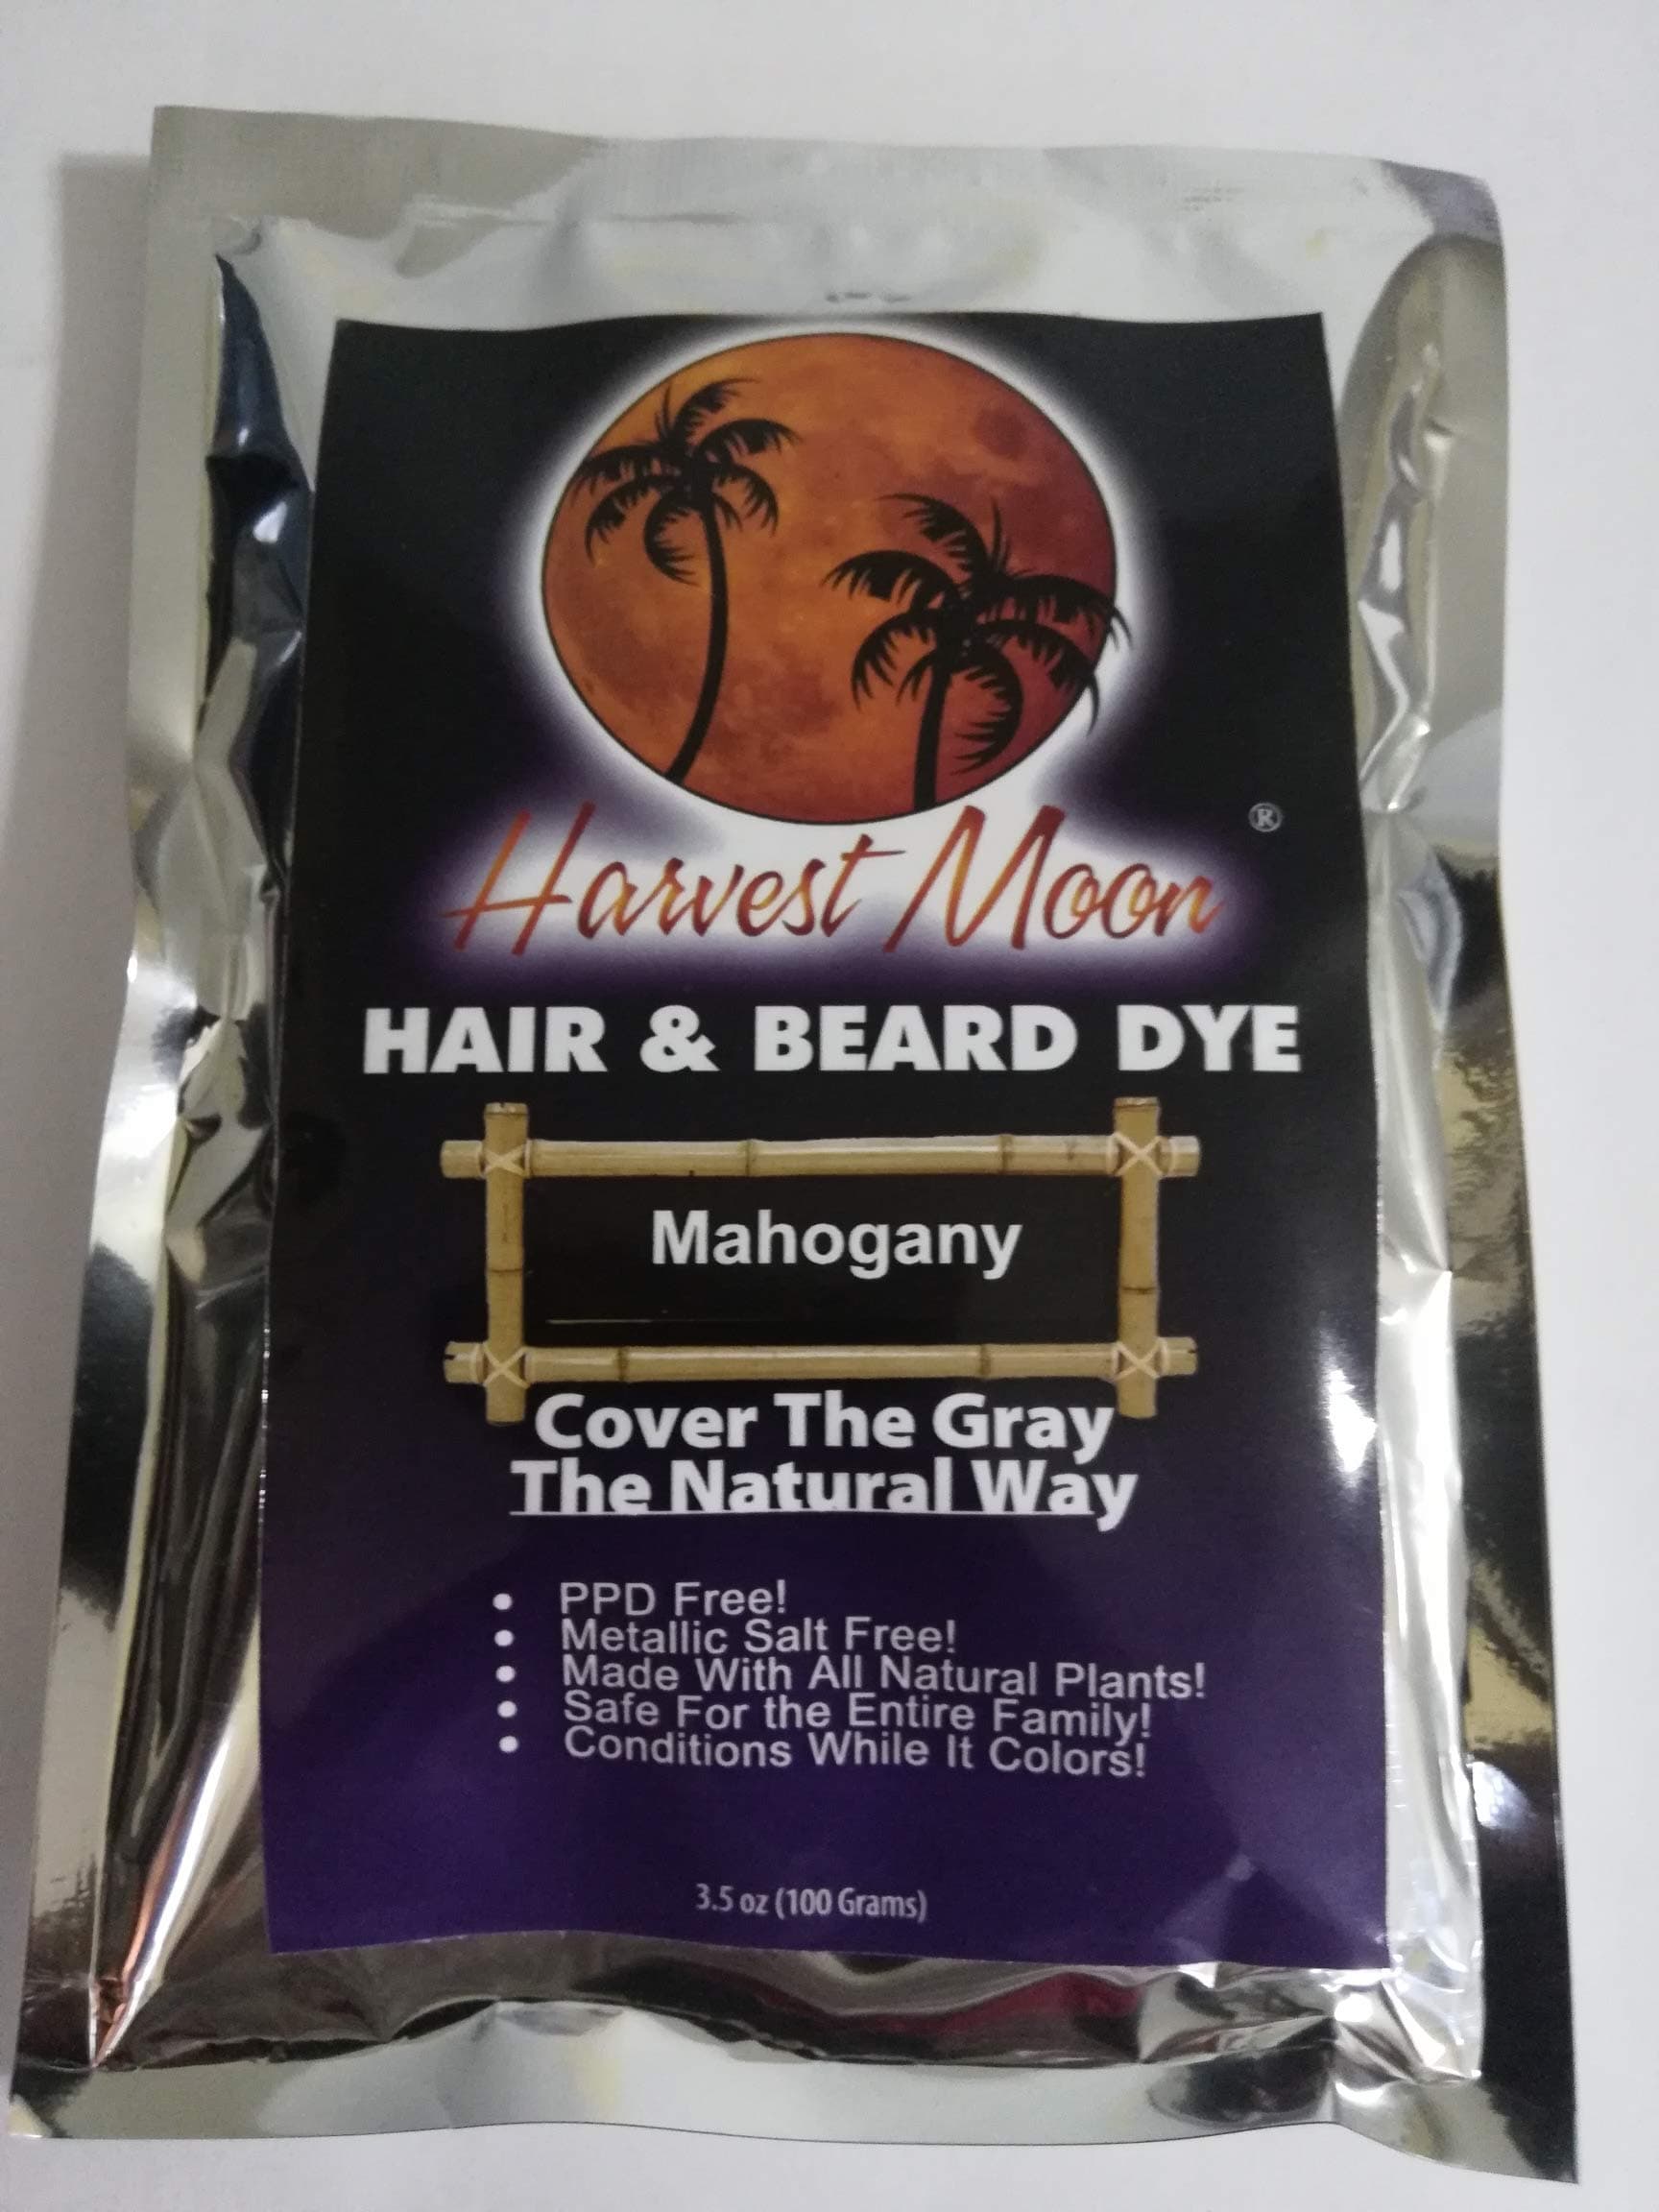 Harvest Moon ®
HAIR & BEARD DYE
Mahogany
Cover The Gray
The Natural Way
• PPD Free!
• Metallic Salt Free!
• Made With All Natural Plants!
• Safe For the Entire Family!
• Conditions While It Colors!
3.5 oz (100 Grams)